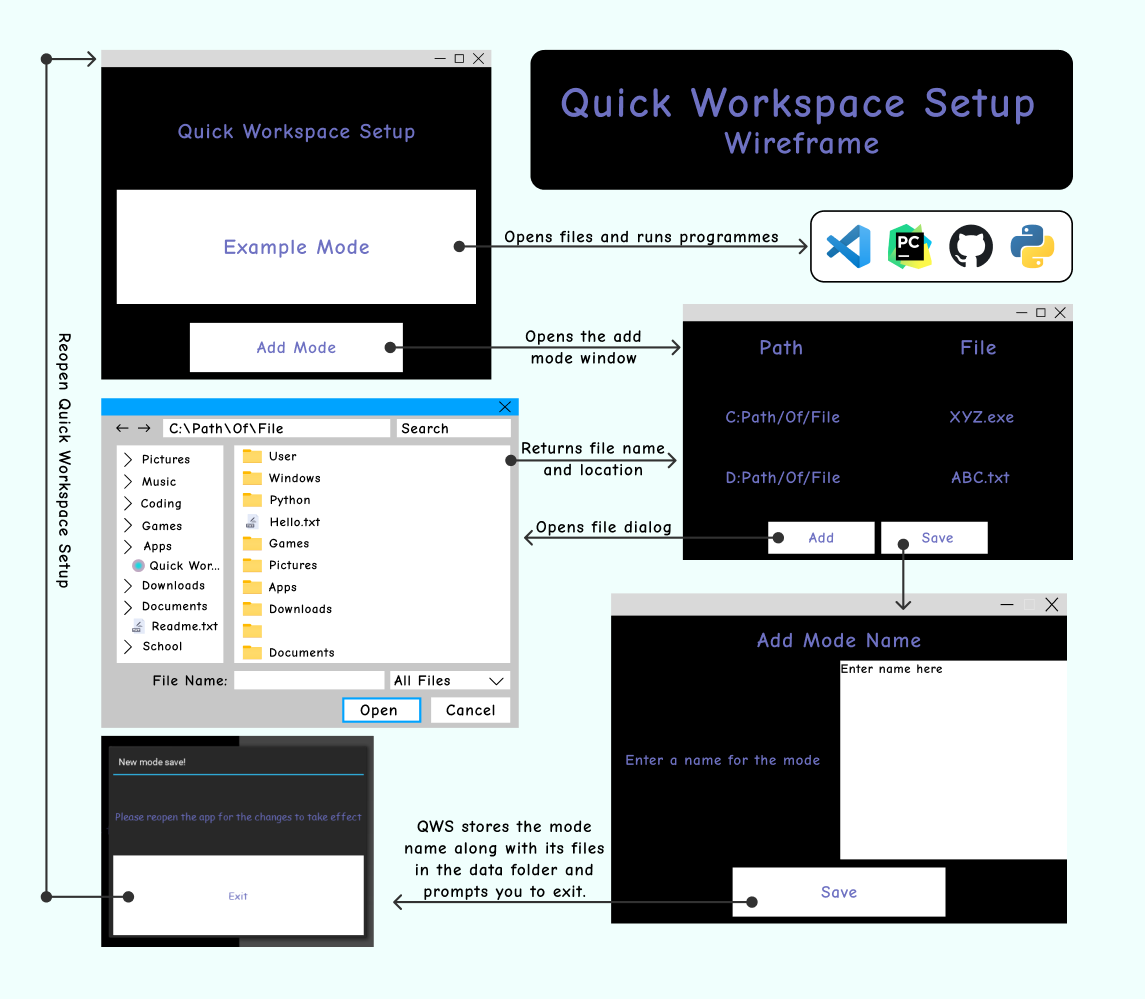 Quick Workspace Setup
Wireframe
Quick Workspace Setup
Example Mode
Opens files and runs programmes
PC
Add Mode
Opens the add
mode window
Path
File
C:Path/Of/File
XYZ.exe
D:Path/Of/File
ABC.txt
Add
Save
Returns file name
and location
Opens file dialog
C:\Path\Of\File
Search
Pictures
Music
Coding
Games
Apps
Quick Wor...
Downloads
Documents
Readme.txt
School
User
Windows
Python
Hello.txt
Games
Pictures
Apps
Downloads
Documents
File Name:
All Files
Open
Cancel
Add Mode Name
Enter name here
Enter a name for the mode
Save
QWS stores the mode
name along with its files
in the data folder and
prompts you to exit.
New mode save!
Please reopen the app for the changes to take effect
Exit
Reopen Quick Workspace Setup